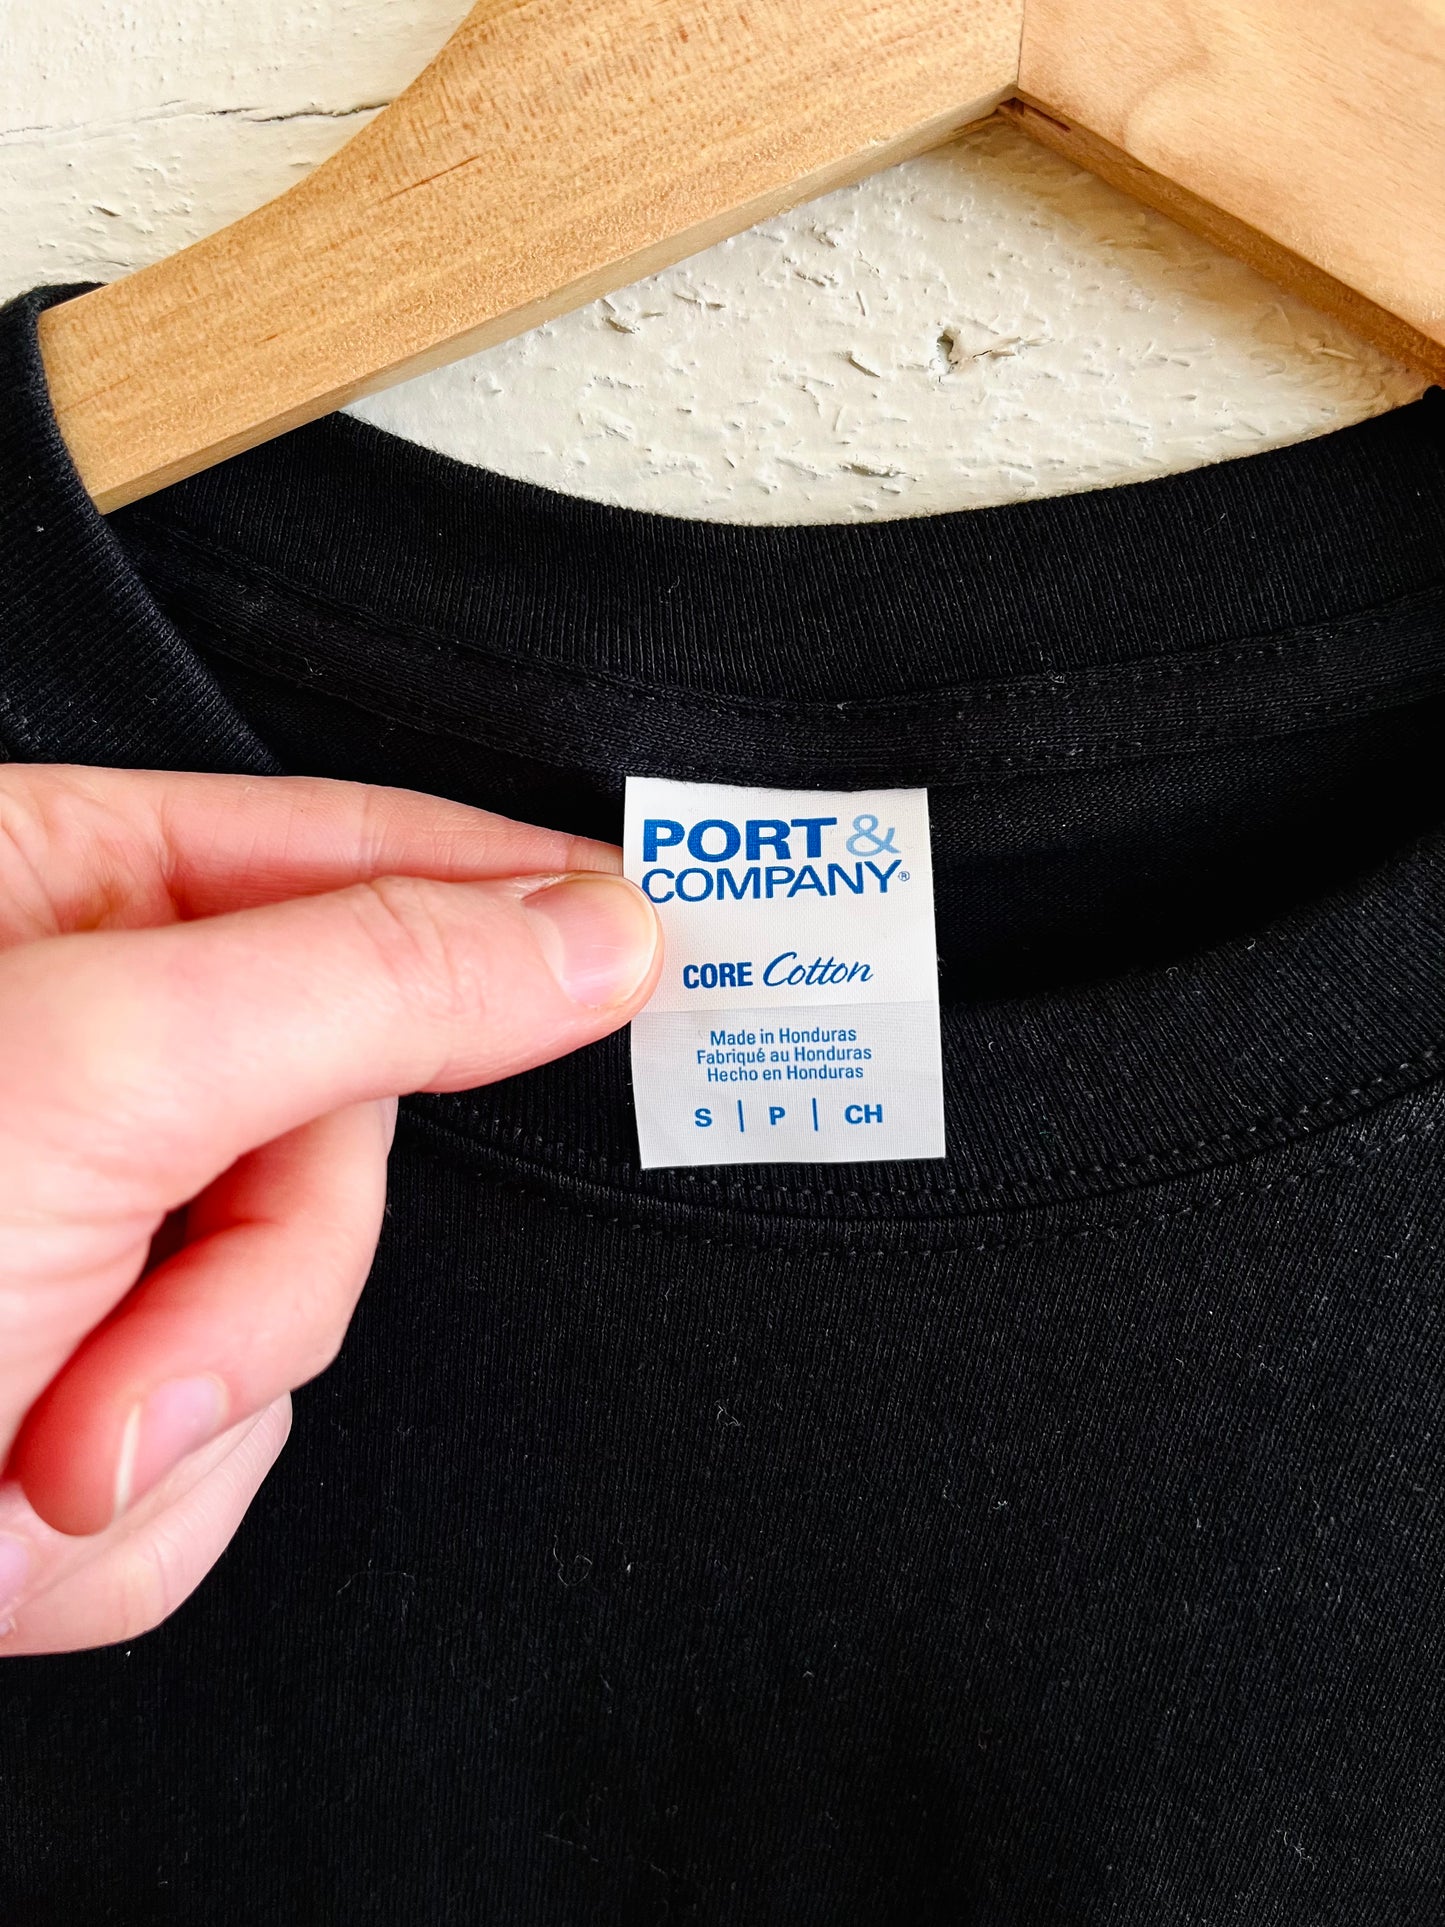 PORT &
COMPANY®
CORE Cotton
Made in Honduras
Fabriqué au Honduras
Hecho en Honduras
S | P | CH